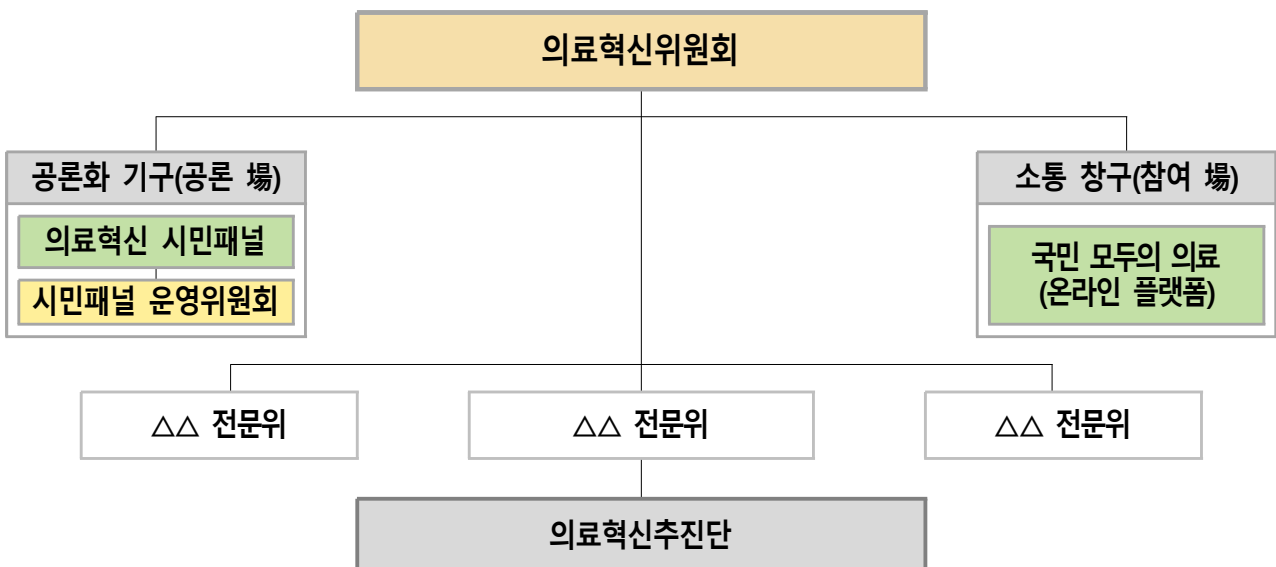 의료혁신위원회
공론화 기구(공론 場)
의료혁신 시민패널
시민패널 운영위원회
소통 창구(참여 場)
국민 모두의 의료
(온라인 플랫폼)
△△ 전문위
△△ 전문위
△△ 전문위
의료혁신추진단